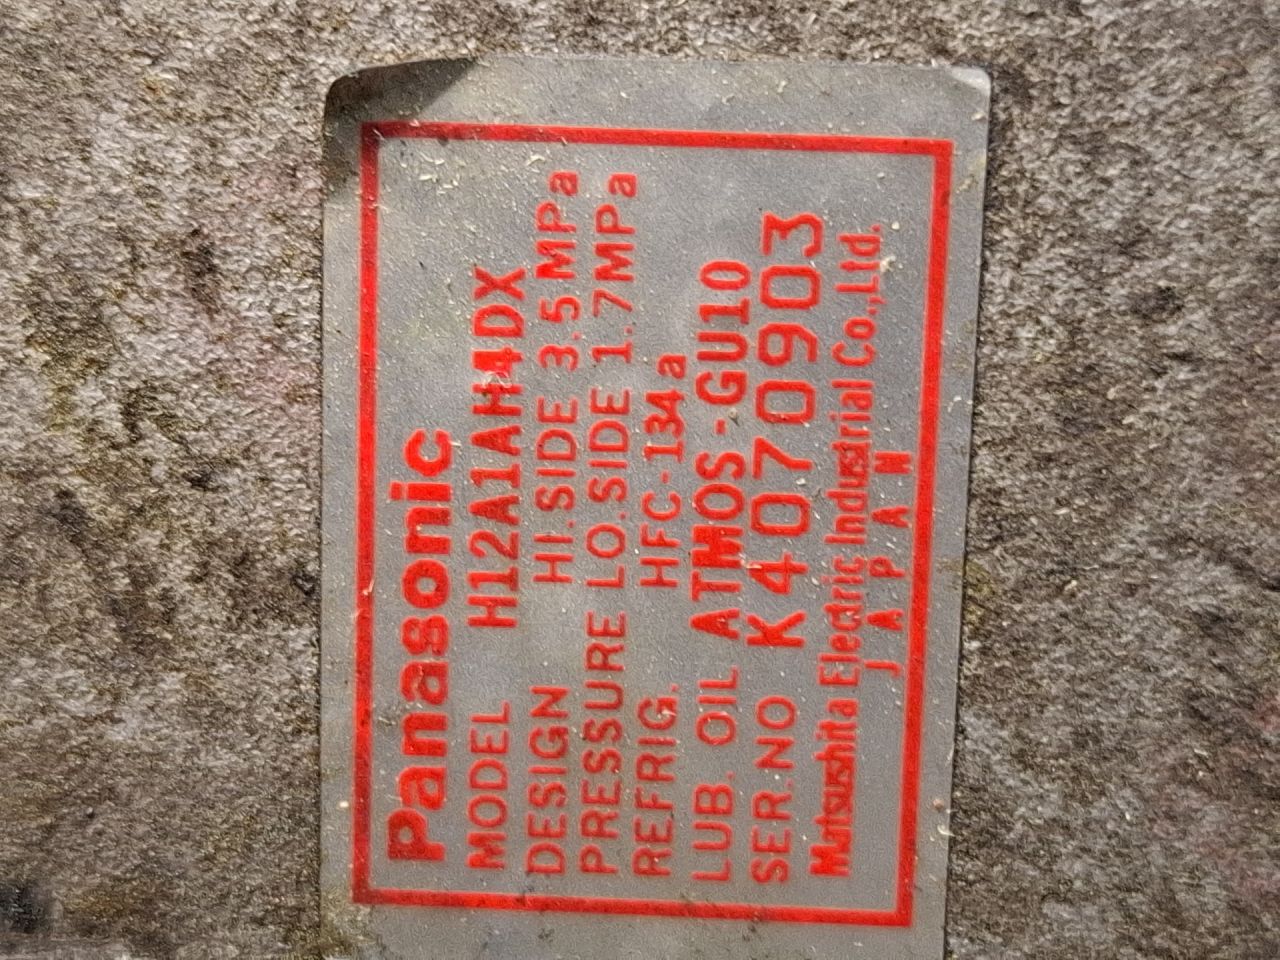 Panasonic
MODEL H12A1AH4DX
DESIGN HI.SIDE 3.5MPa
PRESSURE LO.SIDE 1.7MPa
REFRIG. HFC-134a
LUB. OIL ATMOS-GU10
SER.NO K4070903
Matsushita Electric Industrial Co.,Ltd.
JAPAN